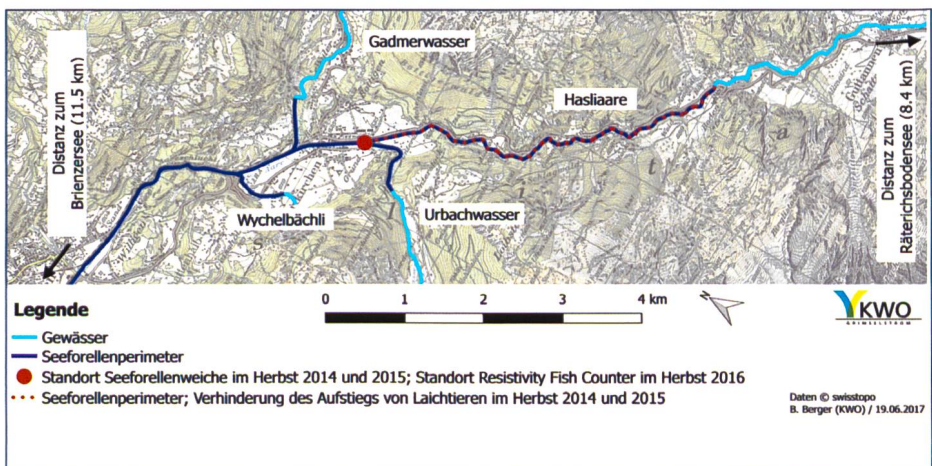 Gadmerwasser
Hasliaare
Distanz zum
Brienzersee (11.5 km)
Distanz zum
Räterichsbodensee (8.4 km)
Wychelbächli
Urbachwasser
Legende
0 1 2 3 4 km
N
KWO
GRIMSELSTROM
Gewässer
Seeforellenperimeter
Standort Seeforellenweiche im Herbst 2014 und 2015; Standort Resistivity Fish Counter im Herbst 2016
Seeforellenperimeter; Verhinderung des Aufstiegs von Laichtieren im Herbst 2014 und 2015
Daten © swisstopo
B. Berger (KWO) / 19.06.2017